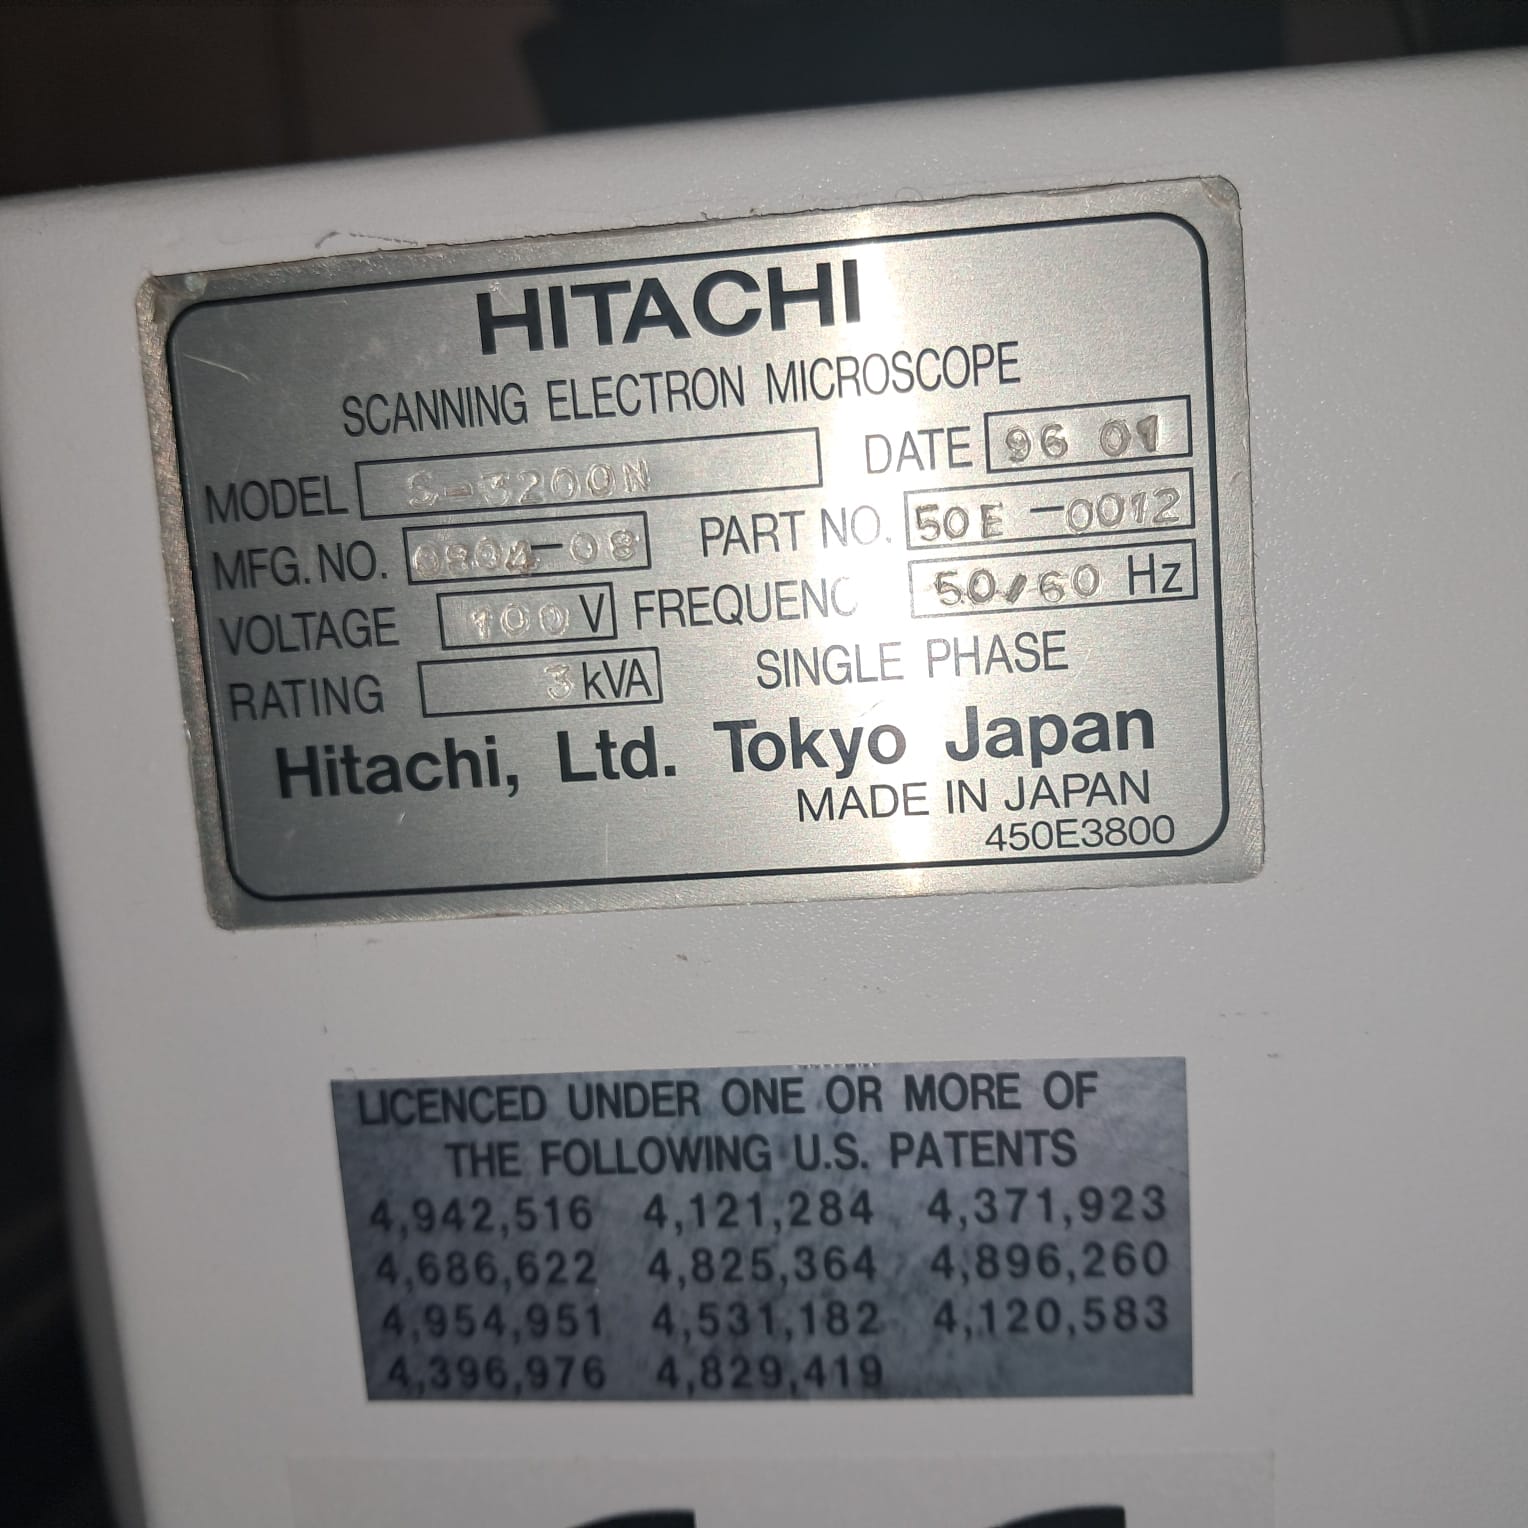 HITACHI
SCANNING ELECTRON MICROSCOPE
MODEL S-3200N DATE 96 01
MFG. NO. 0804-08 PART NO. 50E -0012
VOLTAGE 100 V FREQUENC 50/60 Hz
RATING 3 kVA SINGLE PHASE
Hitachi, Ltd. Tokyo Japan
MADE IN JAPAN
450E3800
LICENCED UNDER ONE OR MORE OF
THE FOLLOWING U.S. PATENTS
4,942,516 4,121,284 4,371,923
4,686,622 4,825,364 4,896,260
4,954,951 4,531,182 4,120,583
4,396,976 4,829,419